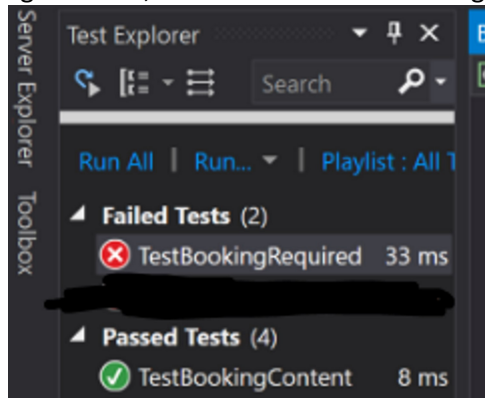 Server Explorer
Toolbox
Test Explorer
Search
Run All | Run... | Playlist : All
Failed Tests (2)
TestBookingRequired 33 ms
Passed Tests (4)
TestBookingContent 8 ms